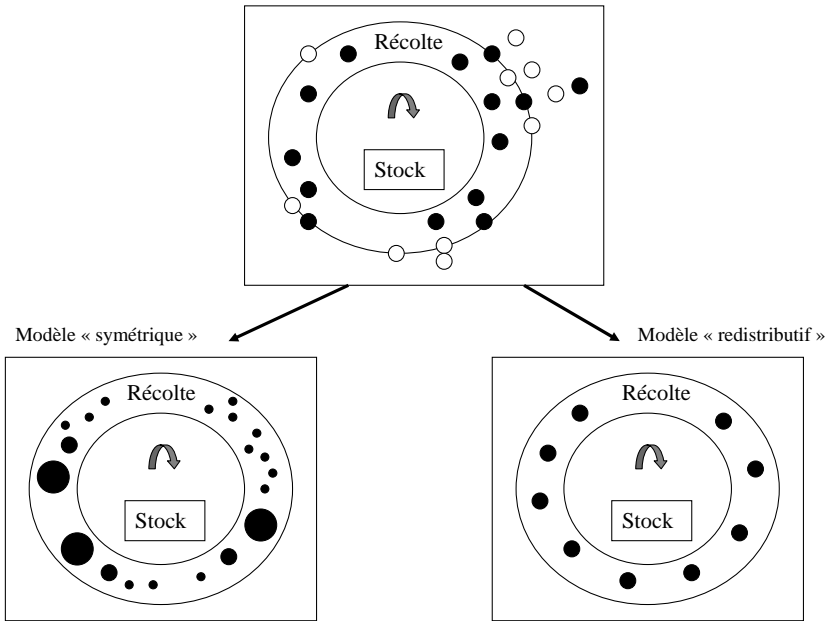 Récolte
Stock
Modèle « symétrique »
Modèle « redistributif »
Récolte
Récolte
Stock
Stock